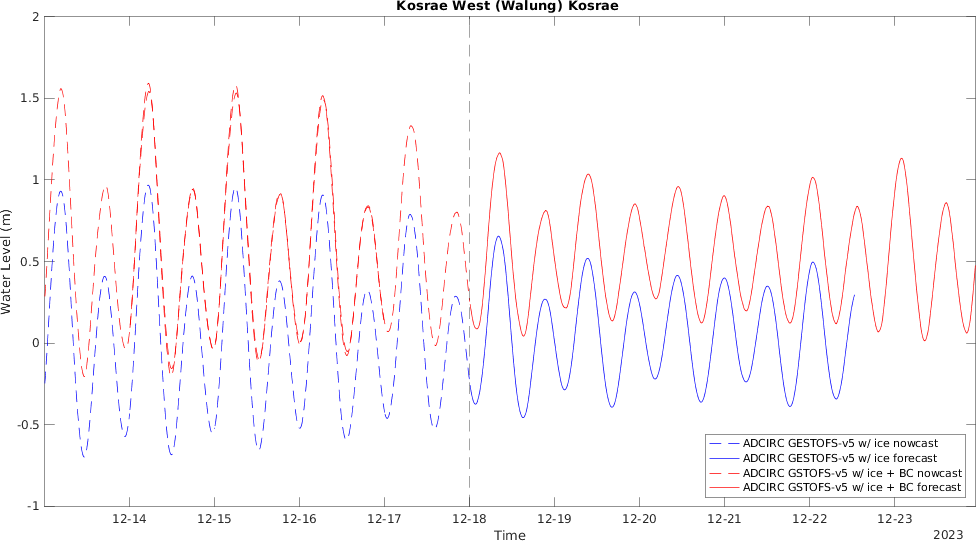 Kosrae West (Walung) Kosrae
2
1.5
1
0.5
0
-0.5
-1
Water Level (m)
12-14
12-15
12-16
12-17
12-18
12-19
12-20
12-21
12-22
12-23
Time
2023
ADCIRC GESTOFS-v5 w/ ice nowcast
ADCIRC GESTOFS-v5 w/ ice forecast
ADCIRC GSTOFS-v5 w/ ice + BC nowcast
ADCIRC GSTOFS-v5 w/ ice + BC forecast